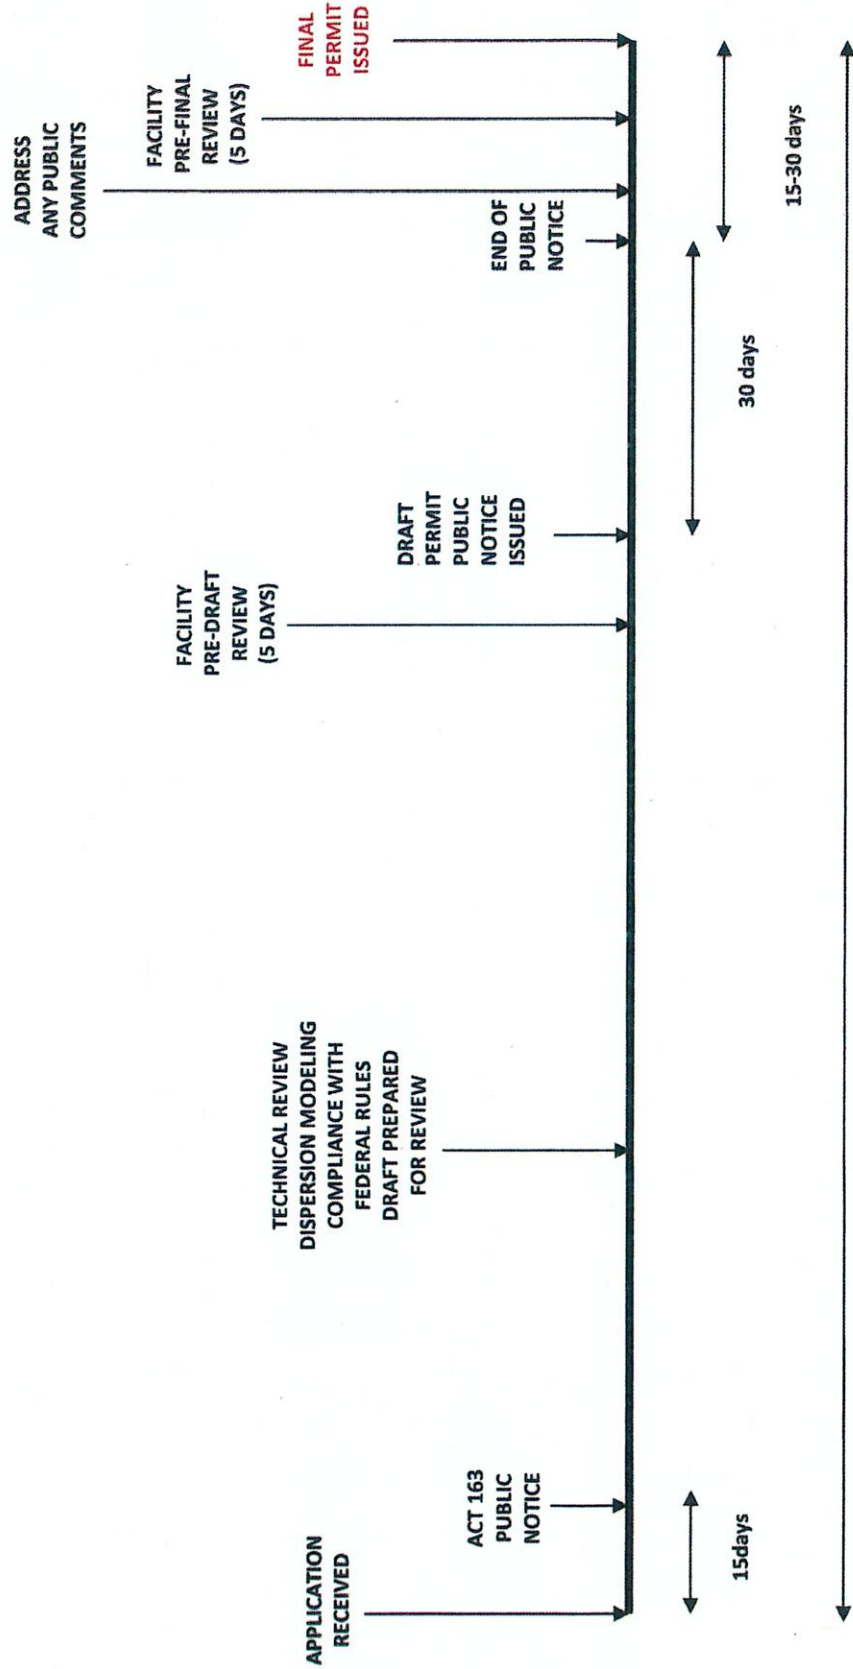 APPLICATION
RECEIVED
ACT 163
PUBLIC
NOTICE
TECHNICAL REVIEW
DISPERSION MODELING
COMPLIANCE WITH
FEDERAL RULES
DRAFT PREPARED
FOR REVIEW
FACILITY
PRE-DRAFT
REVIEW
(5 DAYS)
DRAFT
PERMIT
PUBLIC
NOTICE
ISSUED
END OF
PUBLIC
NOTICE
ADDRESS
ANY PUBLIC
COMMENTS
FACILITY
PRE-FINAL
REVIEW
(5 DAYS)
FINAL
PERMIT
ISSUED
15days
30 days
15-30 days